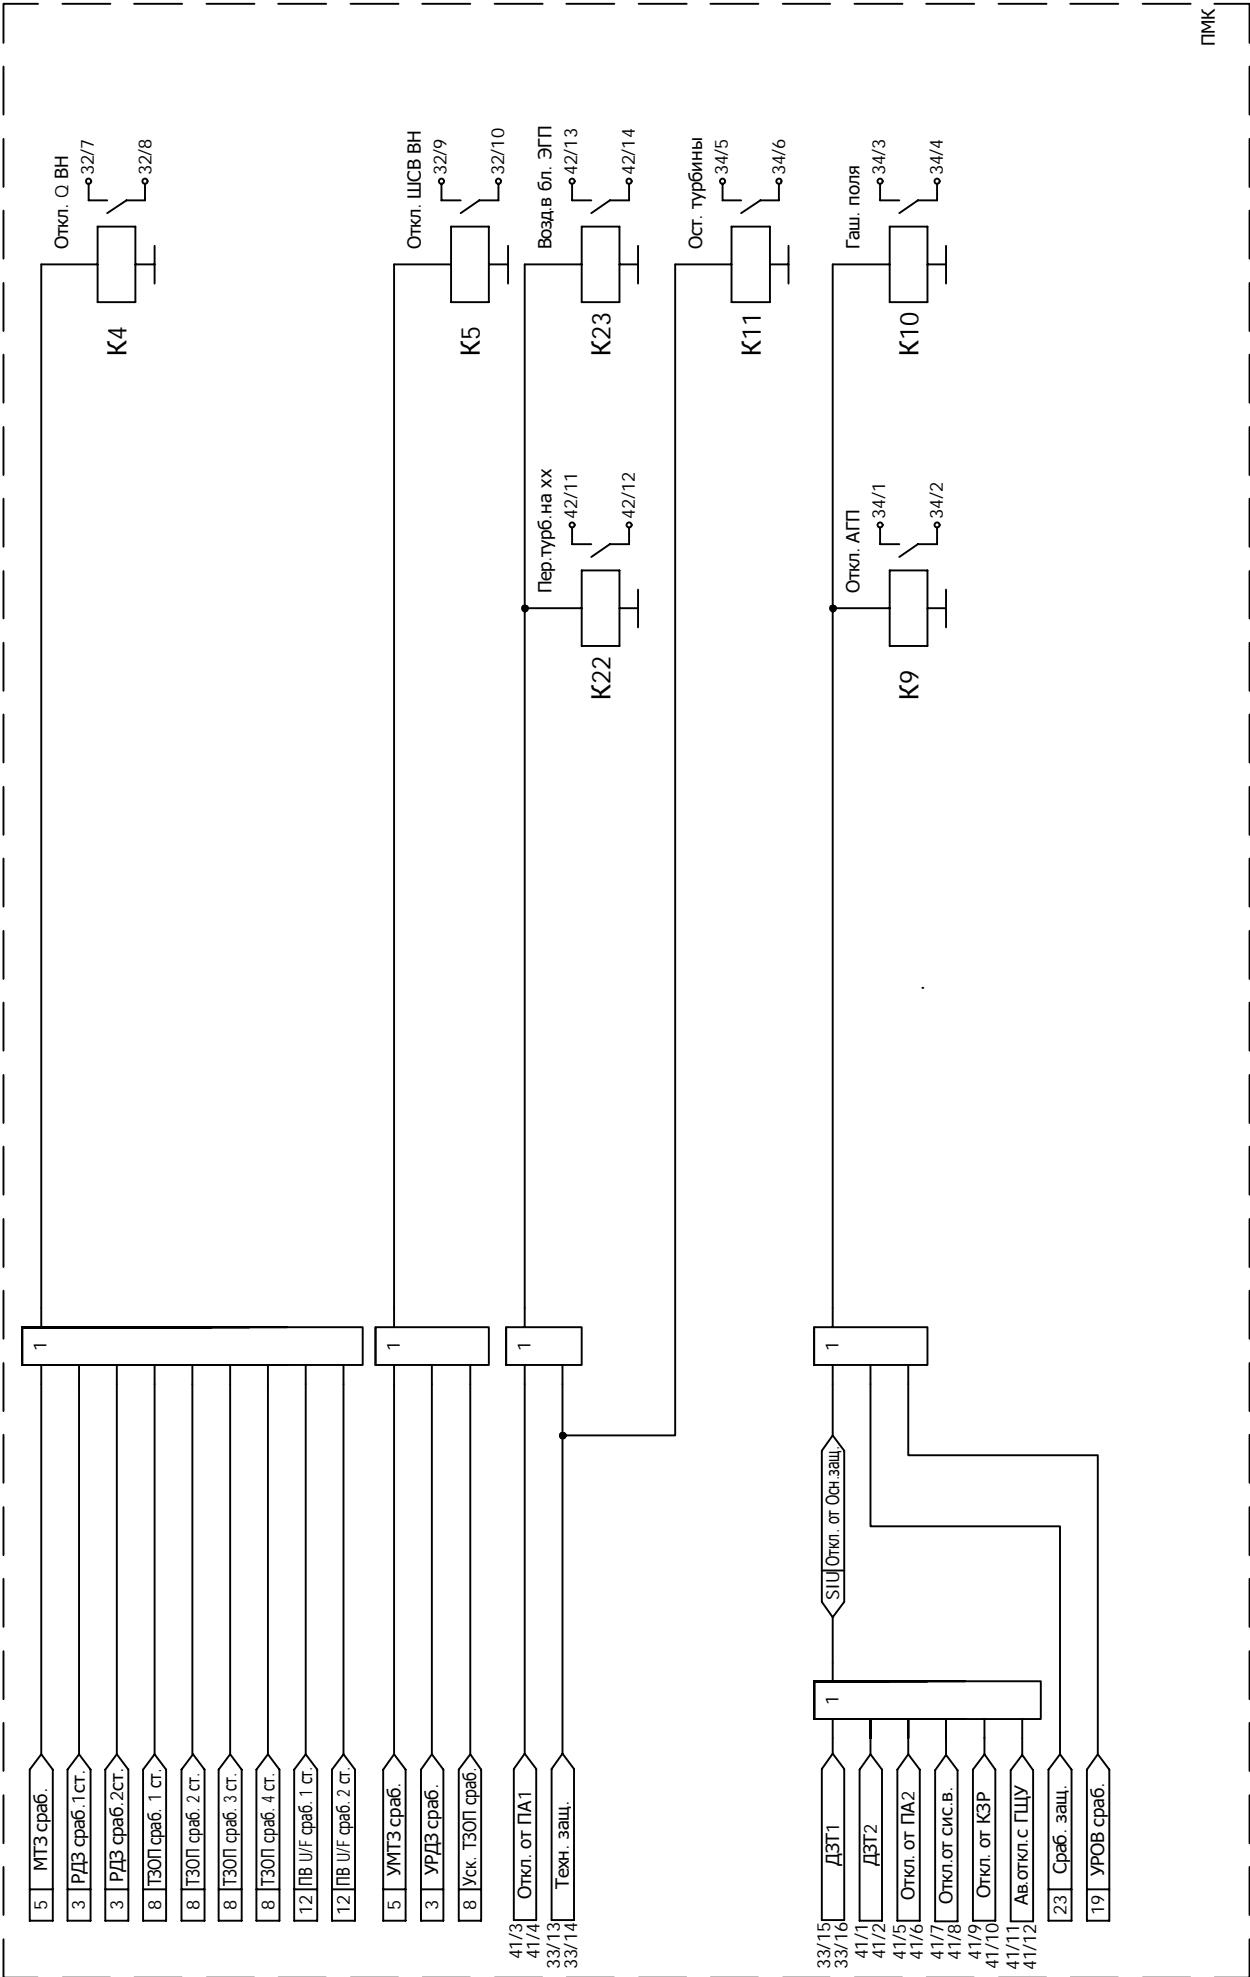 ПМК
Откл. Q ВН
32/7
32/8
К4
Откл. ШСВ ВН
32/9
32/10
К5
Возд.в бл. ЭГП
42/13
42/14
К23
Пер.турб.на хх
42/11
42/12
К22
Ост. турбины
34/5
34/6
К11
Гаш. поля
34/3
34/4
К10
Откл. АГП
34/1
34/2
К9
1
1
1
1
1
5 МТЗ сраб.
3 РДЗ сраб.1ст.
3 РДЗ сраб.2ст.
8 ТЗОП сраб. 1 ст.
8 ТЗОП сраб. 2 ст.
8 ТЗОП сраб. 3 ст.
8 ТЗОП сраб. 4 ст.
12 ПВ U/F сраб. 1 ст.
12 ПВ U/F сраб. 2 ст.
5 УМТЗ сраб.
3 УРДЗ сраб.
8 Уск. ТЗОП сраб.
41/3
41/4
Откл. от ПА1
33/13
33/14
Техн. защ.
SIU Откл. от Осн.защ.
33/15
33/16
ДЗТ1
41/1
41/2
ДЗТ2
41/5
41/6
Откл. от ПА2
41/7
41/8
Откл.от сис.в.
41/9
41/10
Откл. от КЗР
41/11
41/12
Ав.откл.с ГЩУ
23 Сраб. защ.
19 УРОВ сраб.